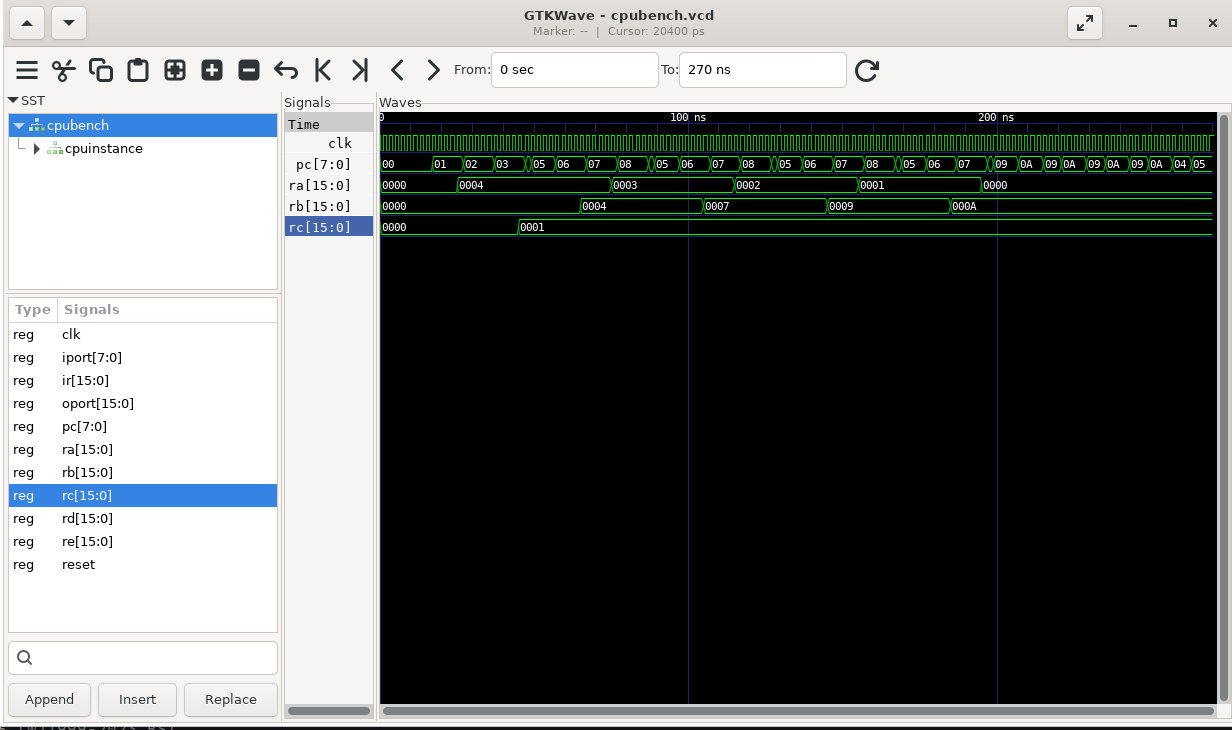 GTKWave - cpubench.vcd
Marker: -- | Cursor: 20400 ps
From: 0 sec To: 270 ns
SST
cpubench
cpuinstance
Type Signals
reg clk
reg iport[7:0]
reg ir[15:0]
reg oport[15:0]
reg pc[7:0]
reg ra[15:0]
reg rb[15:0]
reg rc[15:0]
reg rd[15:0]
reg re[15:0]
reg reset
Append Insert Replace
Signals
Time
clk
pc[7:0]
ra[15:0]
rb[15:0]
rc[15:0]
Waves
0 100 ns 200 ns
00 01 02 03 05 06 07 08 05 06 07 08 05 06 07 08 05 06 07 09 0A 09 0A 09 0A 09 0A 04 05
0000 0004 0003 0002 0001 0000
0000 0004 0007 0009 000A
0000 0001